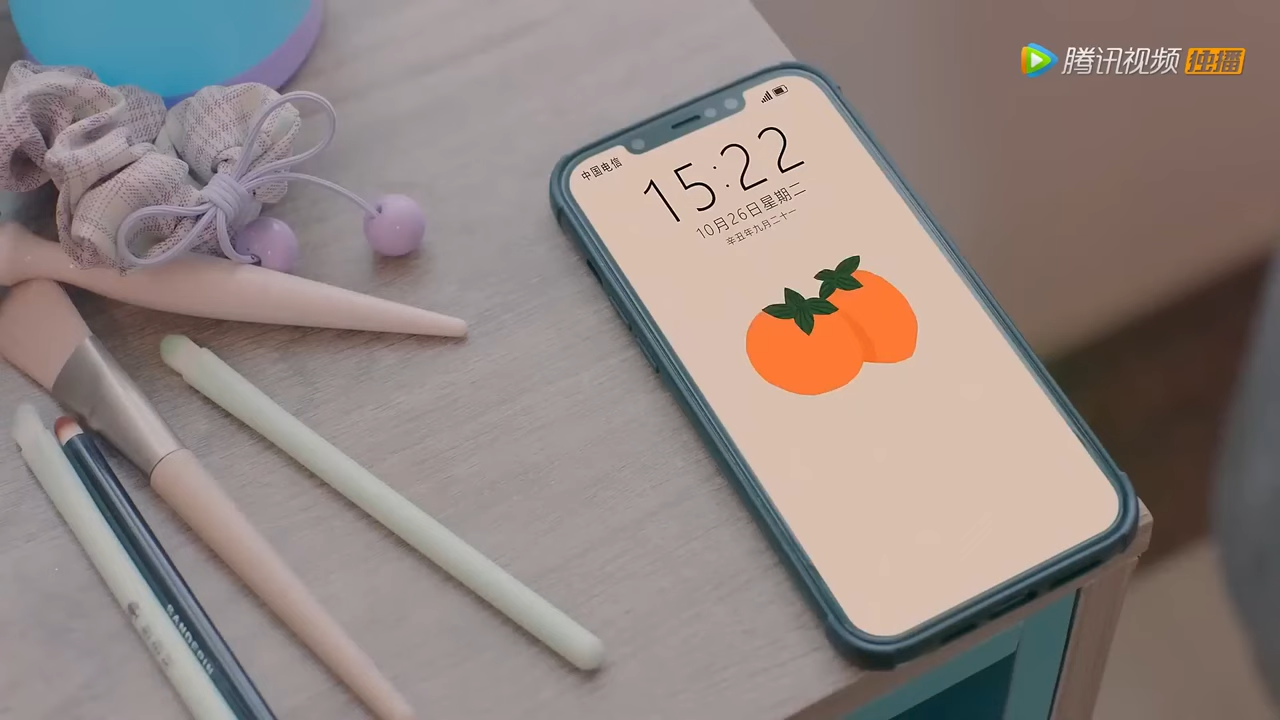 腾讯视频 独播
中国电信
15:22
10月26日星期二
辛丑年九月二十一